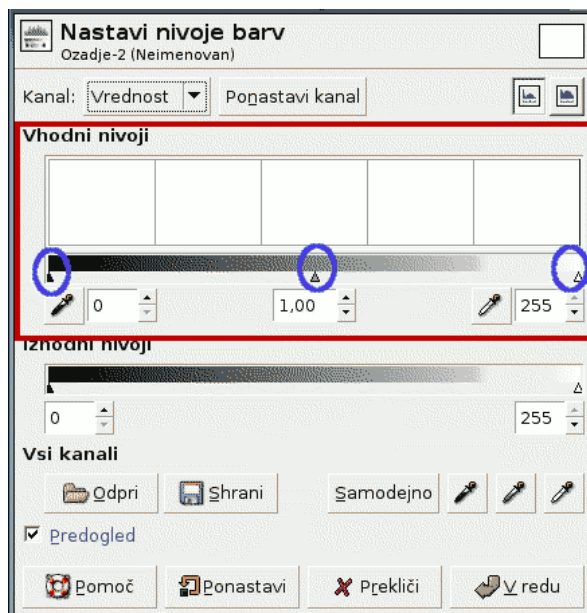 Nastavi nivoje barv
Ozadje-2 (Neimenovan)
Kanal: Vrednost Ponastavi kanal
Vhodni nivoji
0 1,00 255
Izhodni nivoji
0 255
Vsi kanali
Odpri Shrani Samodejno
Predogled
Pomoč Ponastavi Prekliči V redu